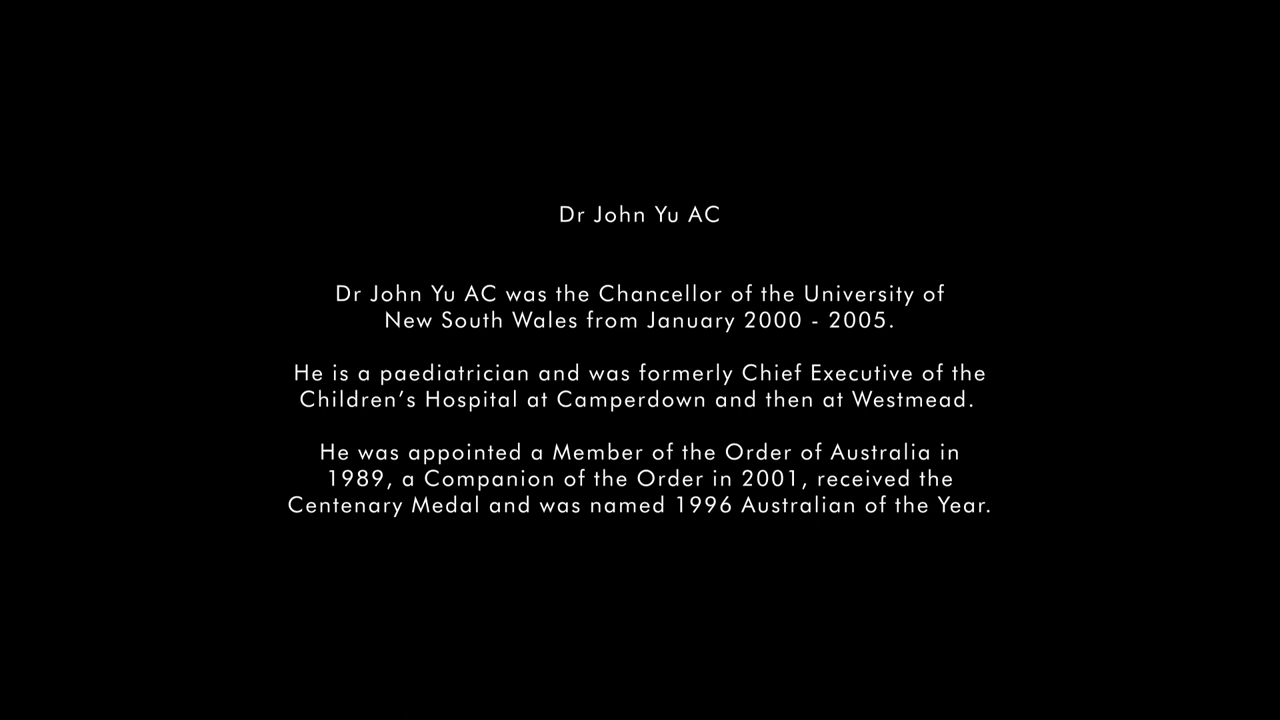 Dr John Yu AC
Dr John Yu AC was the Chancellor of the University of
New South Wales from January 2000 - 2005.
He is a paediatrician and was formerly Chief Executive of the
Children’s Hospital at Camperdown and then at Westmead.
He was appointed a Member of the Order of Australia in
1989, a Companion of the Order in 2001, received the
Centenary Medal and was named 1996 Australian of the Year.